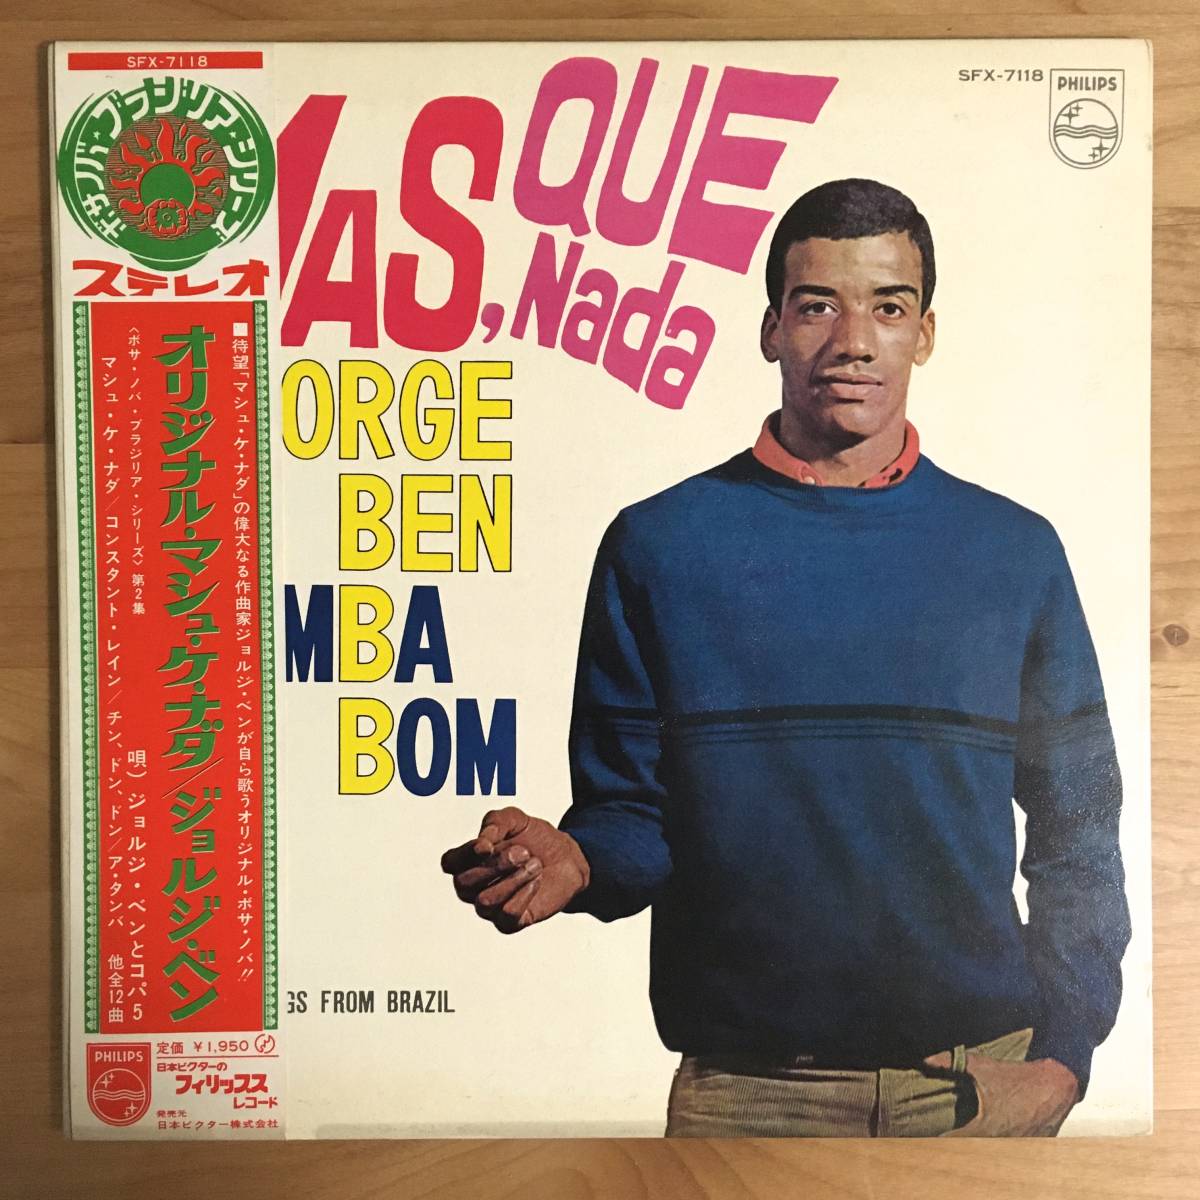 SFX-7118
ボサ・ノバ・ブラジリア・シリーズ
ステレオ
■待望「マシュ・ケ・ナダ」の偉大なる作曲家ジョルジ・ベンが自ら歌うオリジナル・ボサ・ノバ!!
オリジナル・マシュ・ケ・ナダ/ジョルジ・ベン
〈ボサ・ノバ・ブラジリア・シリーズ〉第2集
唄)ジョルジ・ベンとコパ5
マシュ・ケ・ナダ/コンスタント・レイン/チン、ドン、ドン/ア・タンバ 他全12曲
PHILIPS
定価 ¥1,950
日本ビクターの
フィリップス
レコード
発売元
日本ビクター株式会社
SFX-7118
PHILIPS
MAS, QUE
Nada
ORGE
BEN
MBA
BOM
GS FROM BRAZIL